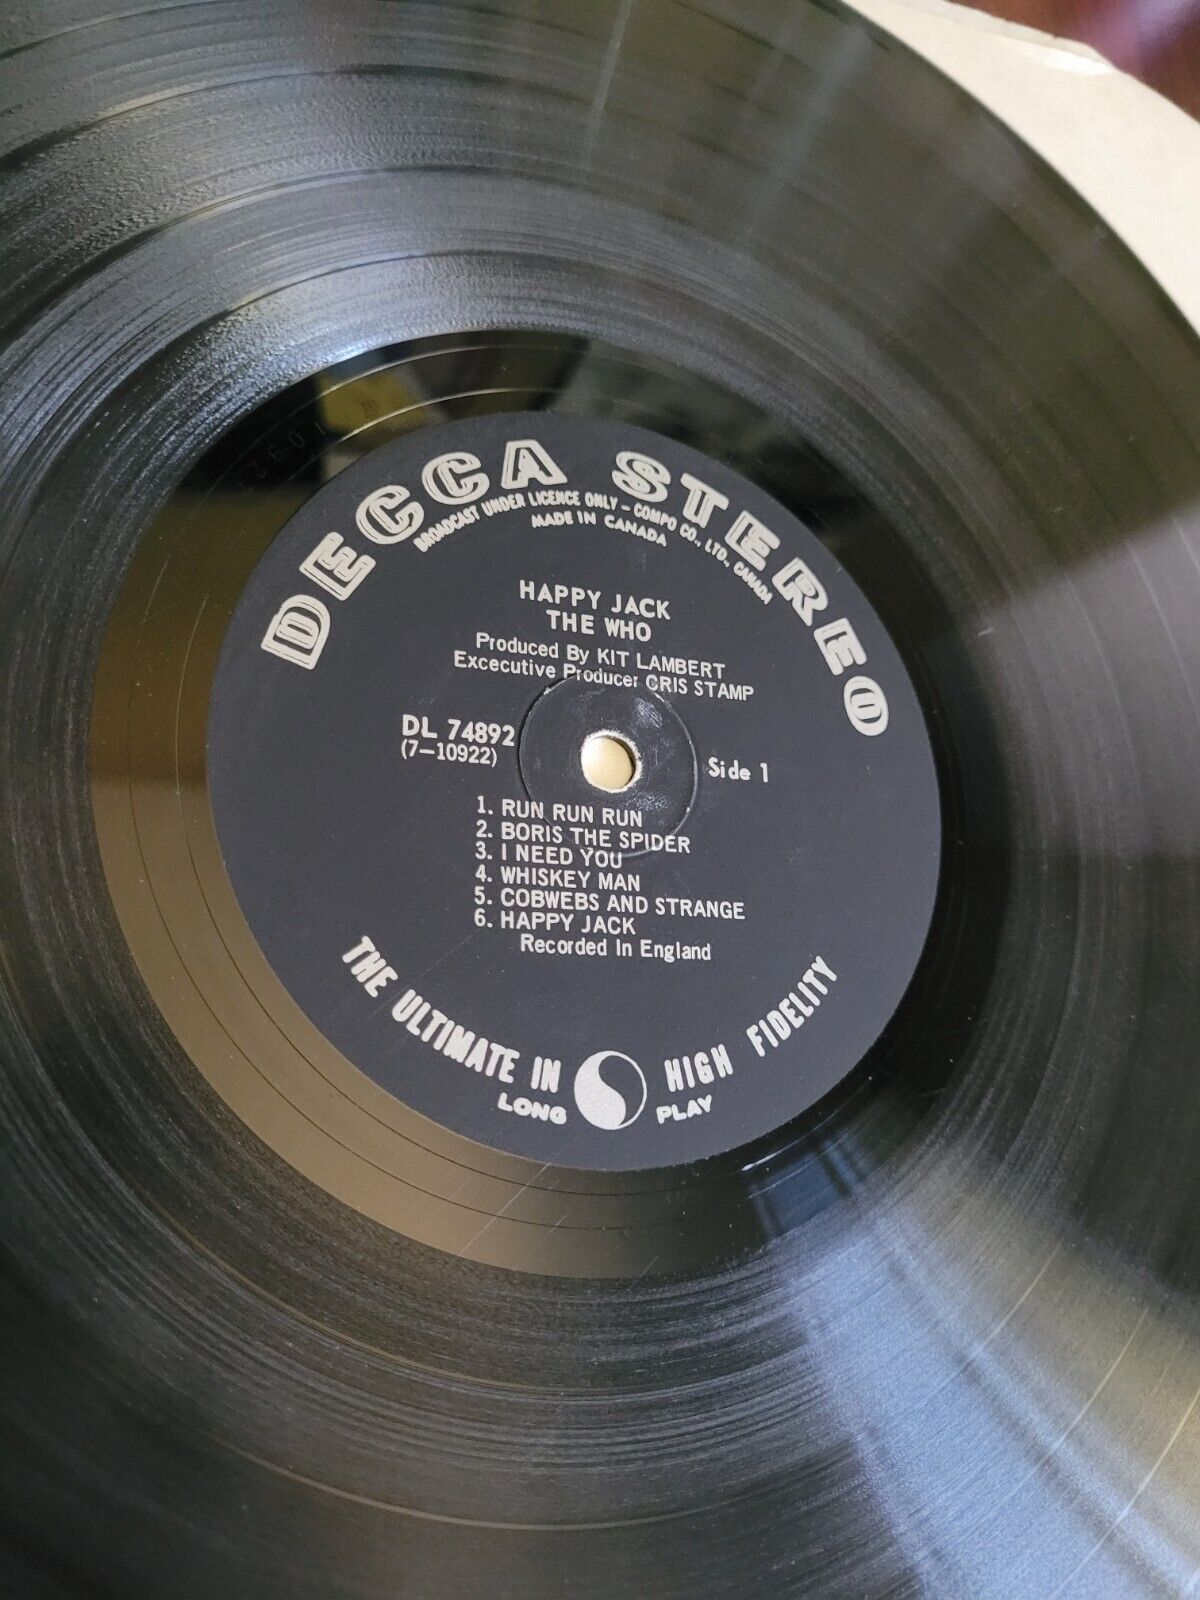 DECCA STEREO
BROADCAST UNDER LICENCE ONLY – COMPO CO., LTD., CANADA
MADE IN CANADA
HAPPY JACK
THE WHO
Produced By KIT LAMBERT
Excecutive Producer CRIS STAMP
DL 74892
(7–10922)
Side 1
1. RUN RUN RUN
2. BORIS THE SPIDER
3. I NEED YOU
4. WHISKEY MAN
5. COBWEBS AND STRANGE
6. HAPPY JACK
Recorded In England
THE ULTIMATE IN HIGH FIDELITY
LONG PLAY